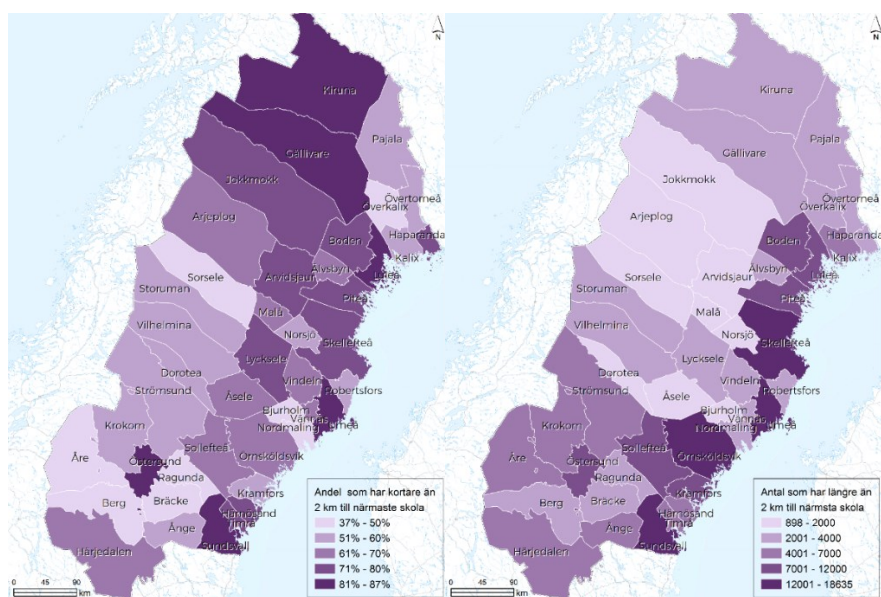 N
Kiruna
Pajala
Gällivare
Jokkmokk
Övertorneå
Överkalix
Arjeplog
Boden
Haparanda
Kalix
Älvsbyn
Luleå
Sorsele
Arvidsjaur
Storuman
Piteå
Malå
Vilhelmina
Norsjö
Skellefteå
Lycksele
Dorotea
Vindeln
Robertsfors
Strömsund
Åsele
Bjurholm
Vännäs
Umeå
Krokom
Nordmaling
Sollefteå
Åre
Östersund
Örnsköldsvik
Ragunda
Kramfors
Berg
Bräcke
Härnösand
Timrå
Ånge
Sundsvall
Härjedalen
Andel som har kortare än
2 km till närmaste skola
37% - 50%
51% - 60%
61% - 70%
71% - 80%
81% - 87%
0 45 90
km
N
Kiruna
Pajala
Gällivare
Jokkmokk
Övertorneå
Överkalix
Arjeplog
Boden
Haparanda
Kalix
Älvsbyn
Luleå
Sorsele
Arvidsjaur
Storuman
Piteå
Malå
Vilhelmina
Norsjö
Skellefteå
Lycksele
Dorotea
Vindeln
Robertsfors
Strömsund
Åsele
Bjurholm
Vännäs
Umeå
Krokom
Nordmaling
Sollefteå
Åre
Östersund
Örnsköldsvik
Ragunda
Kramfors
Berg
Bräcke
Härnösand
Timrå
Ånge
Sundsvall
Härjedalen
Antal som har längre än
2 km till närmsta skola
898 - 2000
2001 - 4000
4001 - 7000
7001 - 12000
12001 - 18635
0 45 90
km